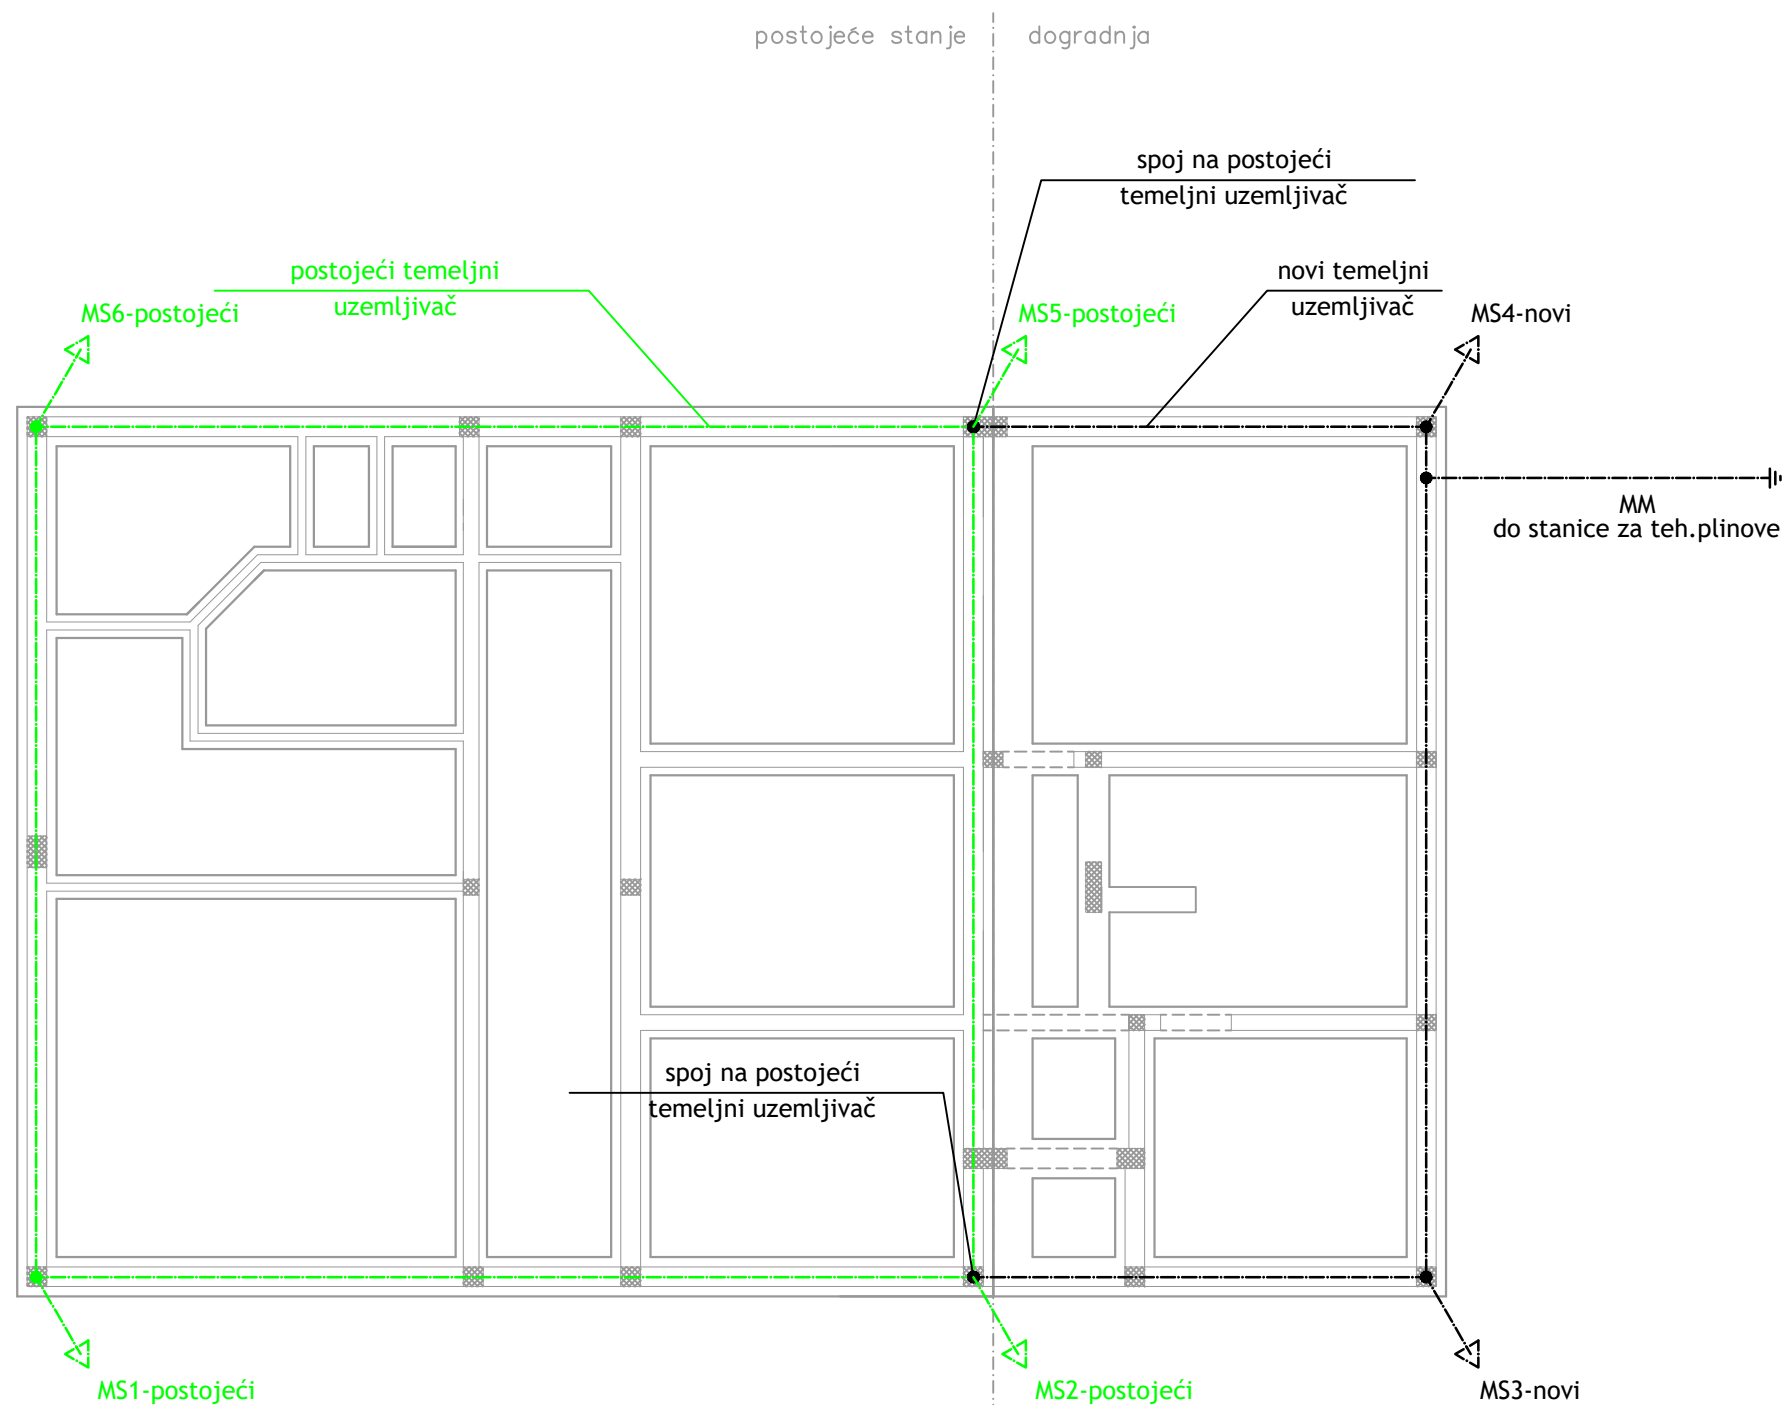 postojeće stanje
dogradnja
spoj na postojeći
temeljni uzemljivač
postojeći temeljni
uzemljivač
novi temeljni
uzemljivač
MS6-postojeći
MS5-postojeći
MS4-novi
MM
do stanice za teh.plinove
spoj na postojeći
temeljni uzemljivač
MS1-postojeći
MS2-postojeći
MS3-novi